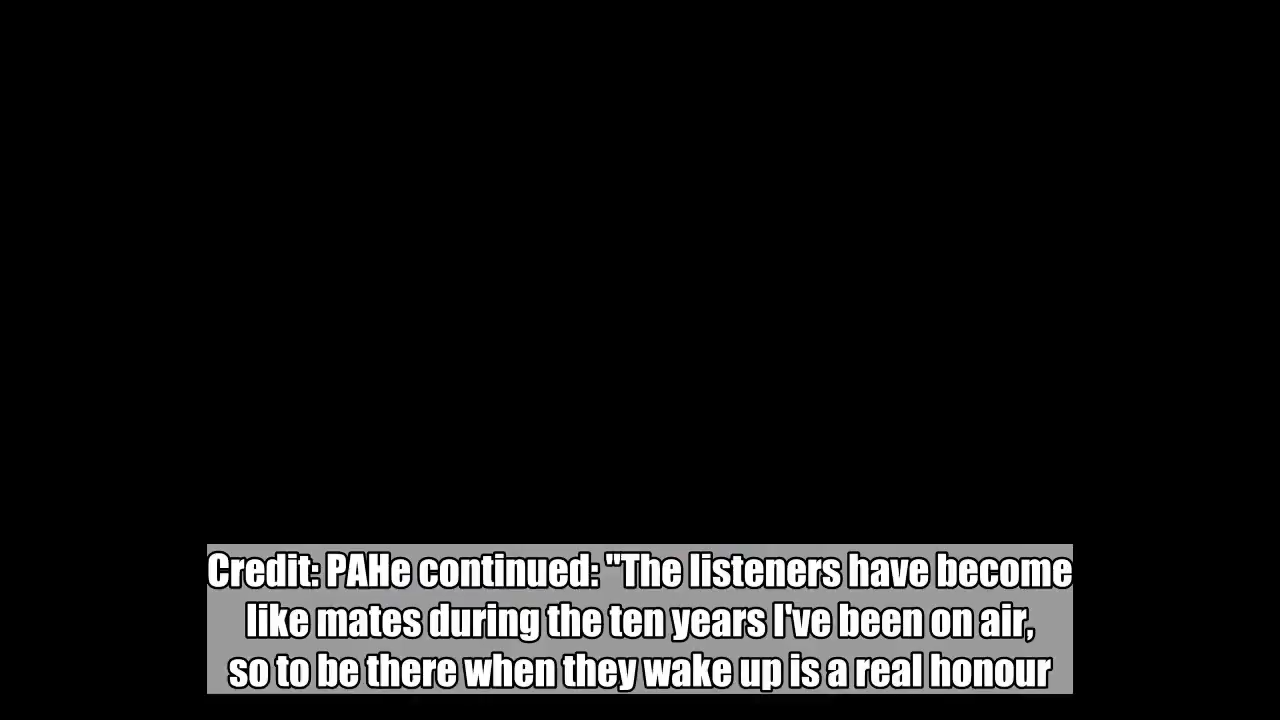 Credit: PAHe continued: "The listeners have become
like mates during the ten years I've been on air,
so to be there when they wake up is a real honour